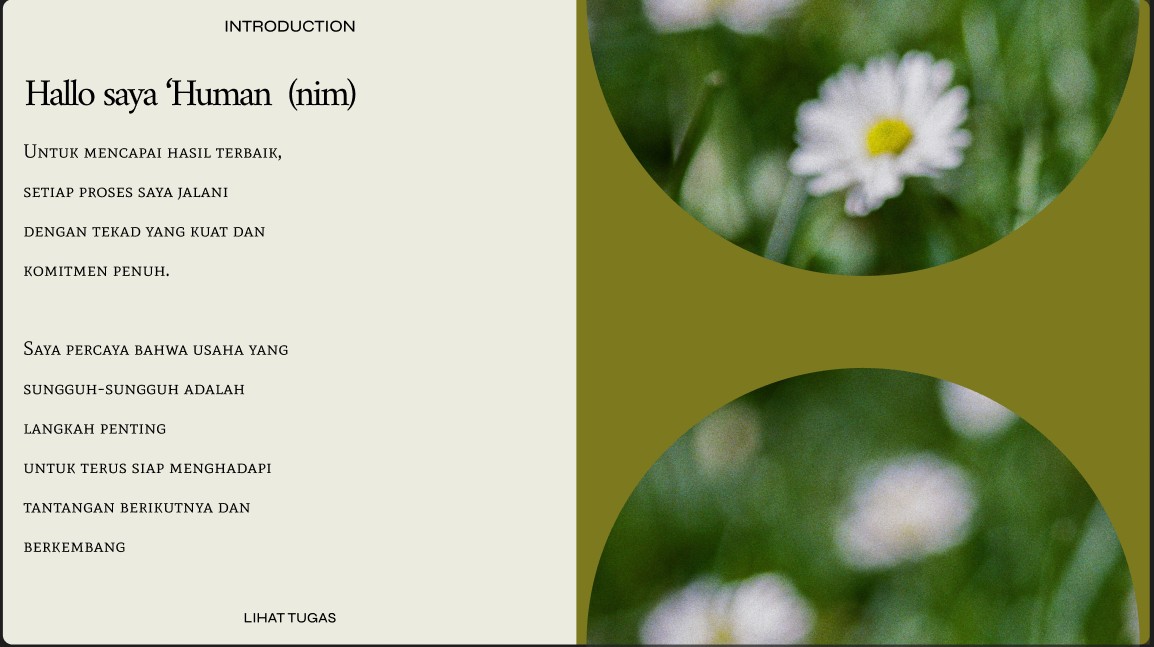 INTRODUCTION
Hallo saya ‘Human (nim)
Untuk mencapai hasil terbaik,
setiap proses saya jalani
dengan tekad yang kuat dan
komitmen penuh.
Saya percaya bahwa usaha yang
sungguh-sungguh adalah
langkah penting
untuk terus siap menghadapi
tantangan berikutnya dan
berkembang
LIHAT TUGAS